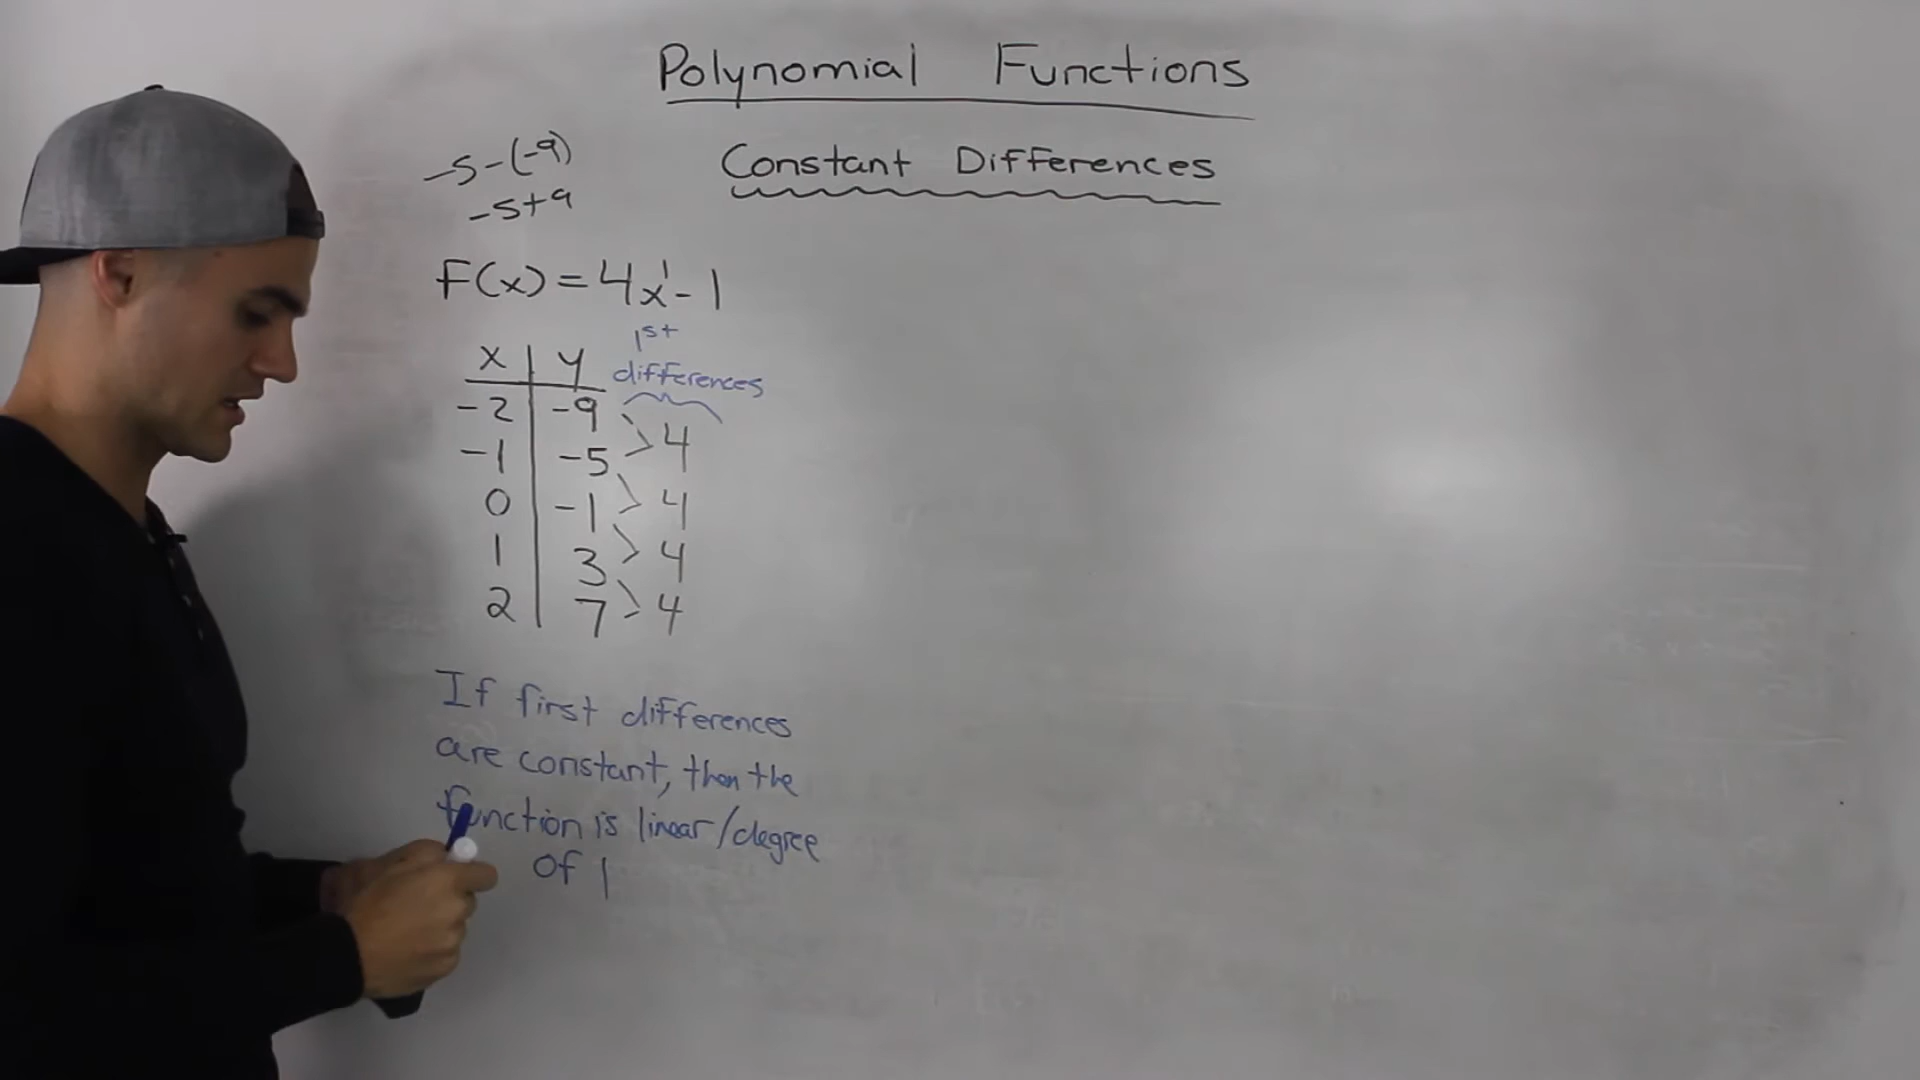 Polynomial Functions
Constant Differences
-5-(-9)
-5+9
F(x) = 4x¹ - 1
1st
differences
x y
-2 -9
4
-1 -5
4
0 -1
4
1 3
4
2 7
If first differences
are constant, then the
function is linear/degree
of 1